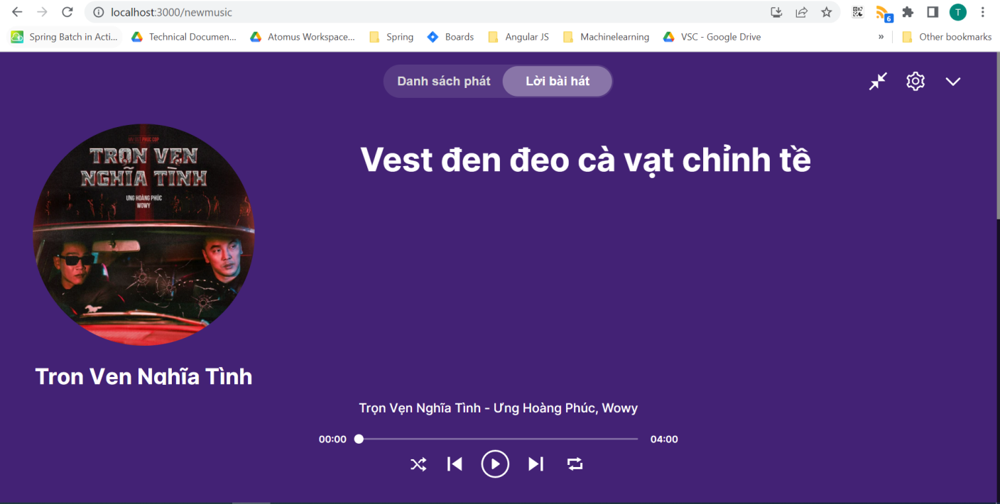 localhost:3000/newmusic
6
T
Spring Batch in Acti...
Technical Documen...
Atomus Workspace...
Spring
Boards
Angular JS
Machinelearning
VSC - Google Drive
»
Other bookmarks
Danh sách phát
Lời bài hát
TRỌN VẸN
NGHĨA TÌNH
ƯNG HOÀNG PHÚC
WOWY
Vest đen đeo cà vạt chỉnh tề
Trọn Vẹn Nghĩa Tình
Trọn Vẹn Nghĩa Tình - Ưng Hoàng Phúc, Wowy
00:00
04:00